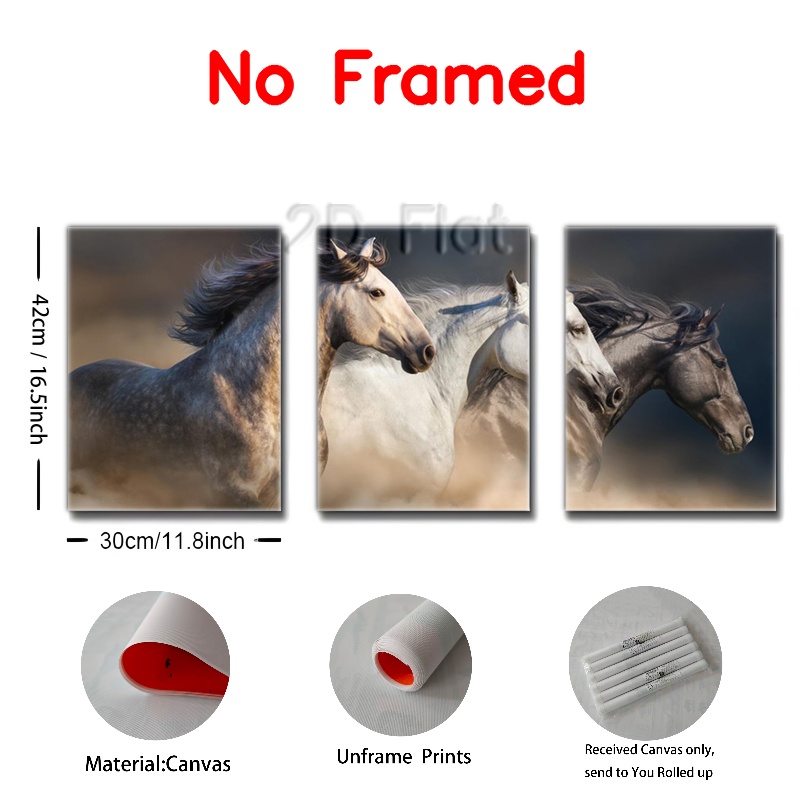 No Framed
2D Flat
42cm / 16.5inch
30cm/11.8inch
Material:Canvas
Unframe Prints
Received Canvas only,
send to You Rolled up